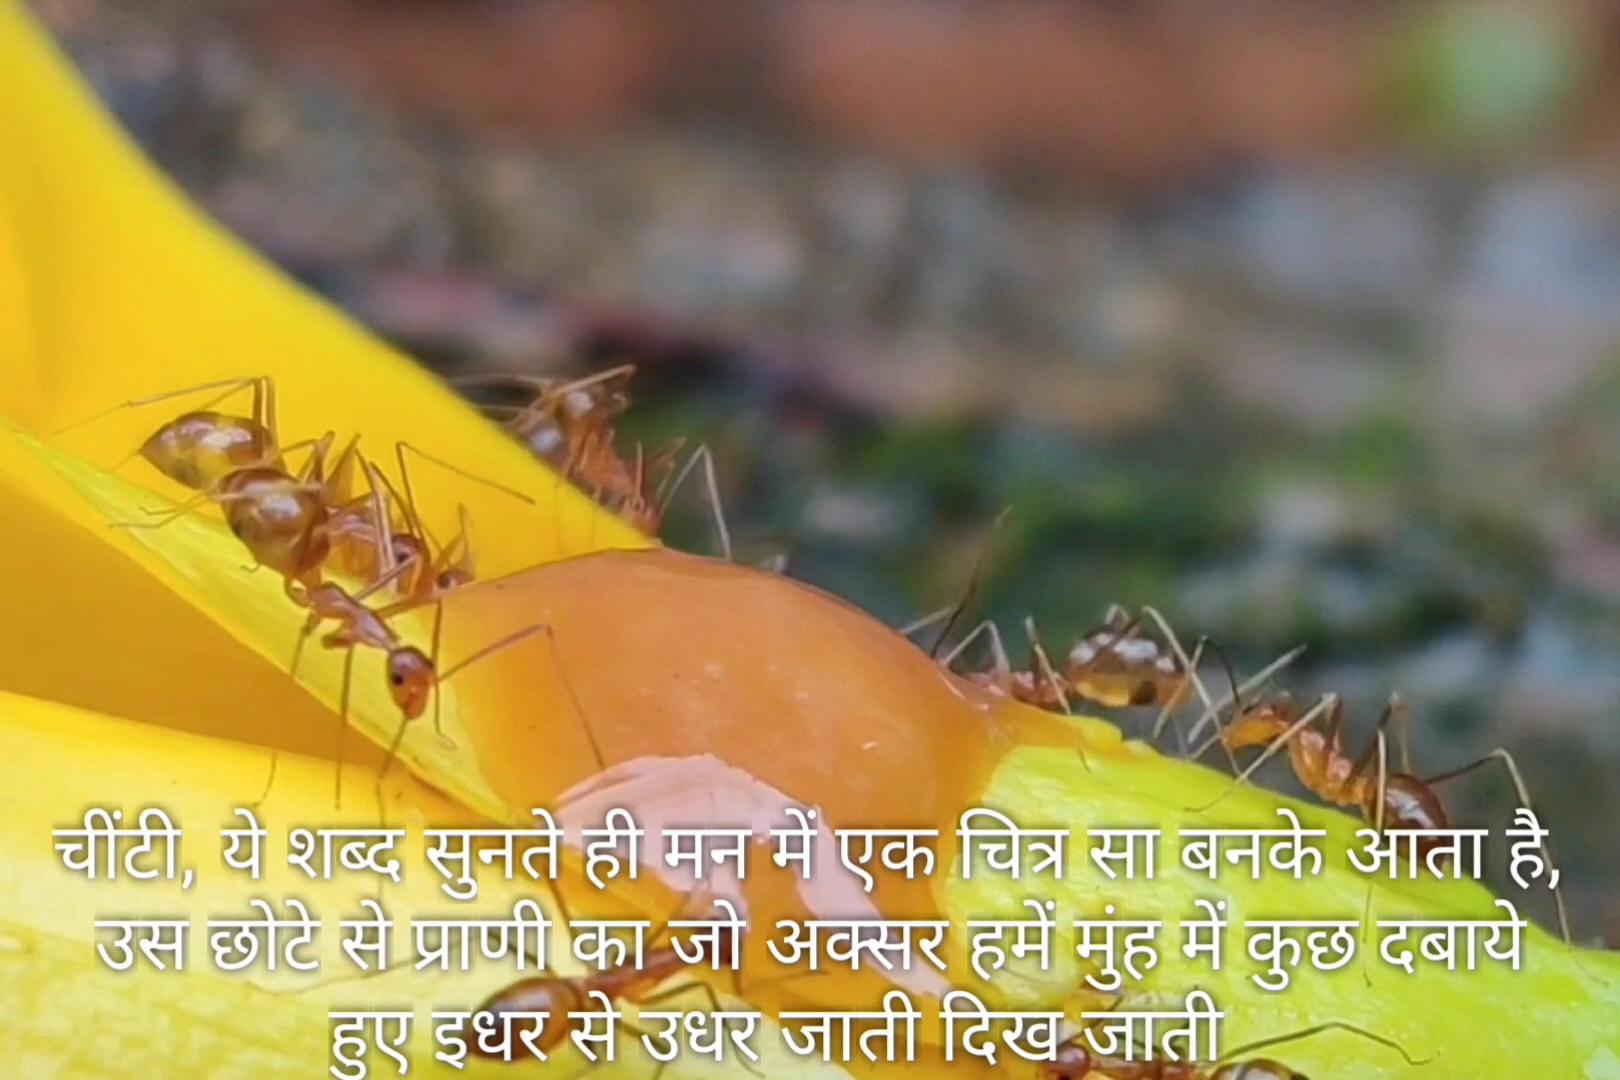 चींटी, ये शब्द सुनते ही मन में एक चित्र सा बनके आता है,
उस छोटे से प्राणी का जो अक्सर हमें मुंह में कुछ दबाये
हुए इधर से उधर जाती दिख जाती